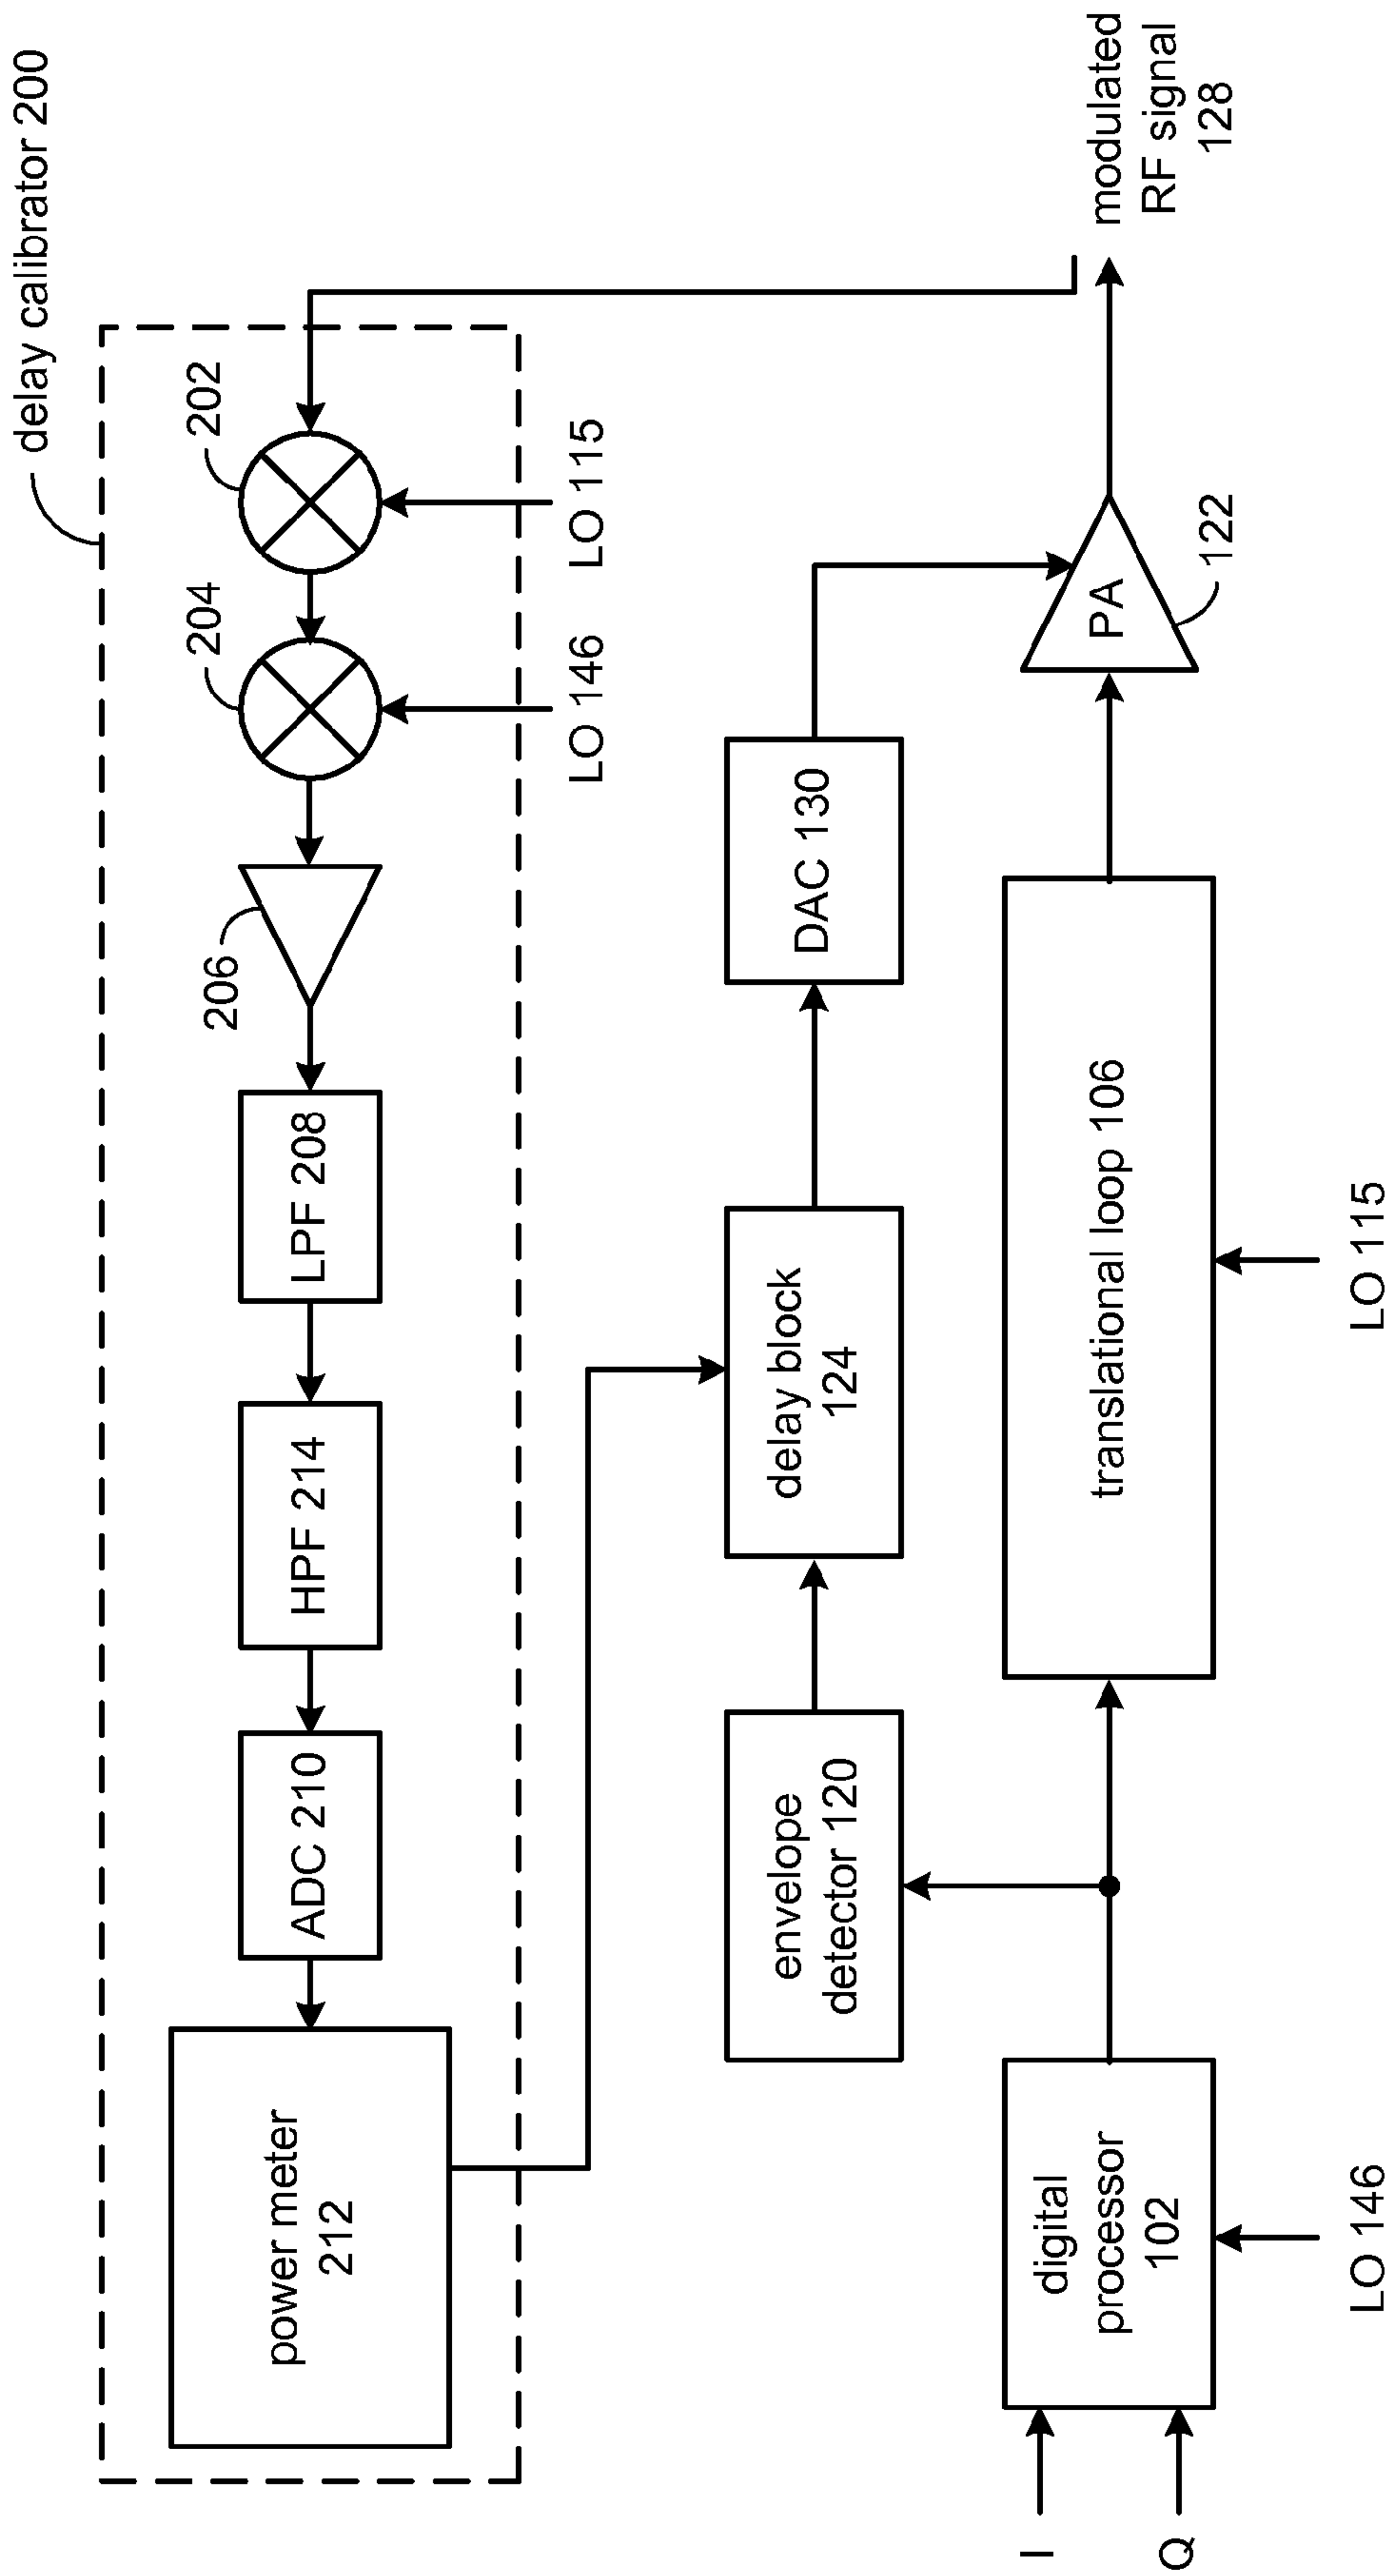 delay calibrator 200
power meter
212
ADC 210
HPF 214
LPF 208
206
204
202
LO 146
LO 115
envelope
detector 120
delay block
124
DAC 130
I
Q
digital
processor
102
translational loop 106
PA
122
modulated
RF signal
128
LO 146
LO 115